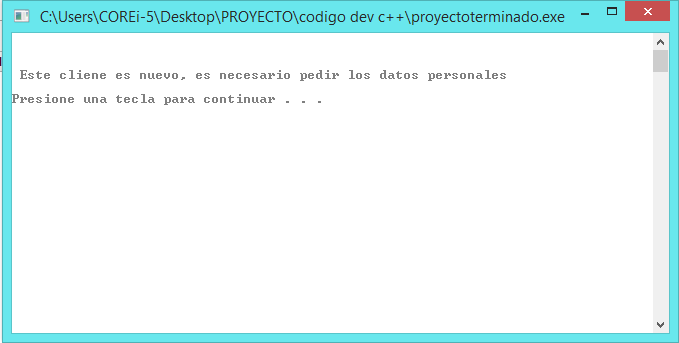 C:\Users\COREi-5\Desktop\PROYECTO\codigo dev c++\proyectoterminado.exe
Este cliene es nuevo, es necesario pedir los datos personales
Presione una tecla para continuar . . .